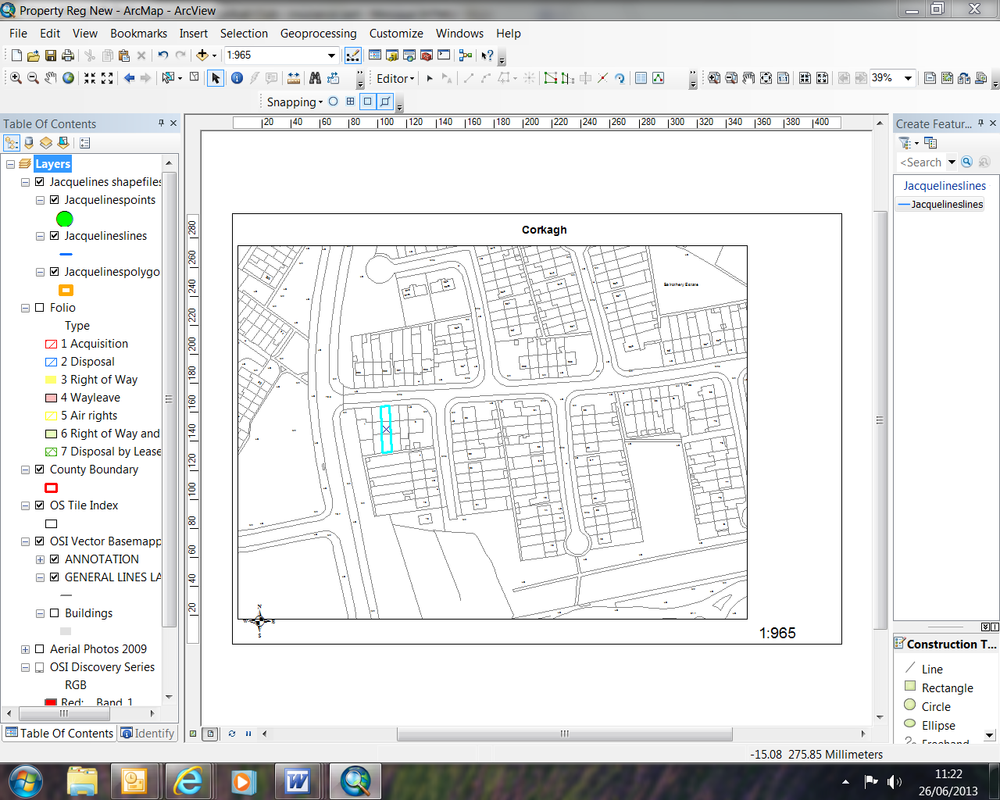 Property Reg New - ArcMap - ArcView
File Edit View Bookmarks Insert Selection Geoprocessing Customize Windows Help
1:965
Editor
39%
Snapping
Table Of Contents
Layers
Jacquelines shapefiles
Jacquelinespoints
Jacquelineslines
Jacquelinespolygo
Folio
Type
1 Acquisition
2 Disposal
3 Right of Way
4 Wayleave
5 Air rights
6 Right of Way and
7 Disposal by Lease
County Boundary
OS Tile Index
OSI Vector Basemapp
ANNOTATION
GENERAL LINES LA
Buildings
Aerial Photos 2009
OSI Discovery Series
RGB
Red: Band_1
Table Of Contents Identify
20 40 60 80 100 120 140 160 180 200 220 240 260 280 300 320 340 360 380 400
280
260
240
220
200
180
160
140
120
100
80
60
40
20
Corkagh
Balrothery Estate
N
W E
S
1:965
Create Featur...
<Search
Jacquelineslines
Jacquelineslines
Construction T...
Line
Rectangle
Circle
Ellipse
Freehand
-15.08 275.85 Millimeters
11:22
26/06/2013